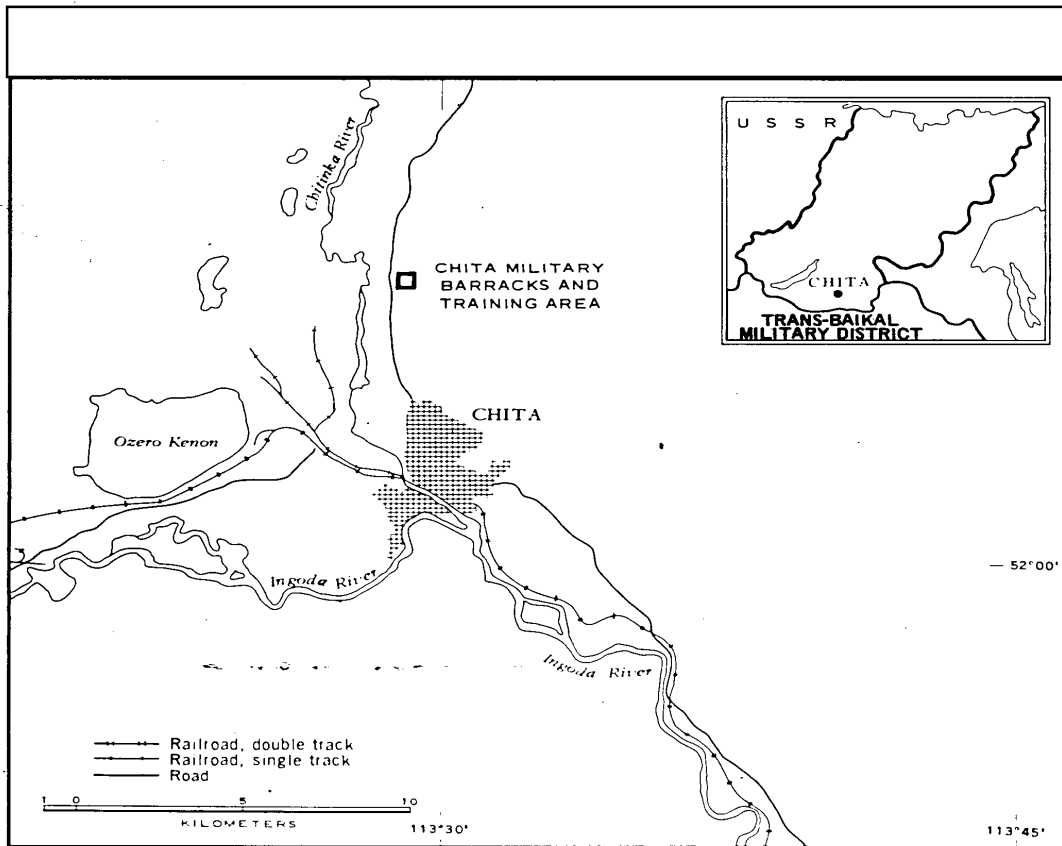 Chitinka River
U S S R
CHITA
TRANS-BAIKAL
MILITARY DISTRICT
CHITA MILITARY
BARRACKS AND
TRAINING AREA
CHITA
Ozero Kenon
Ingoda River
52°00'
Ingoda River
Railroad, double track
Railroad, single track
Road
1 0 5 10
KILOMETERS
113°30'
113°45'